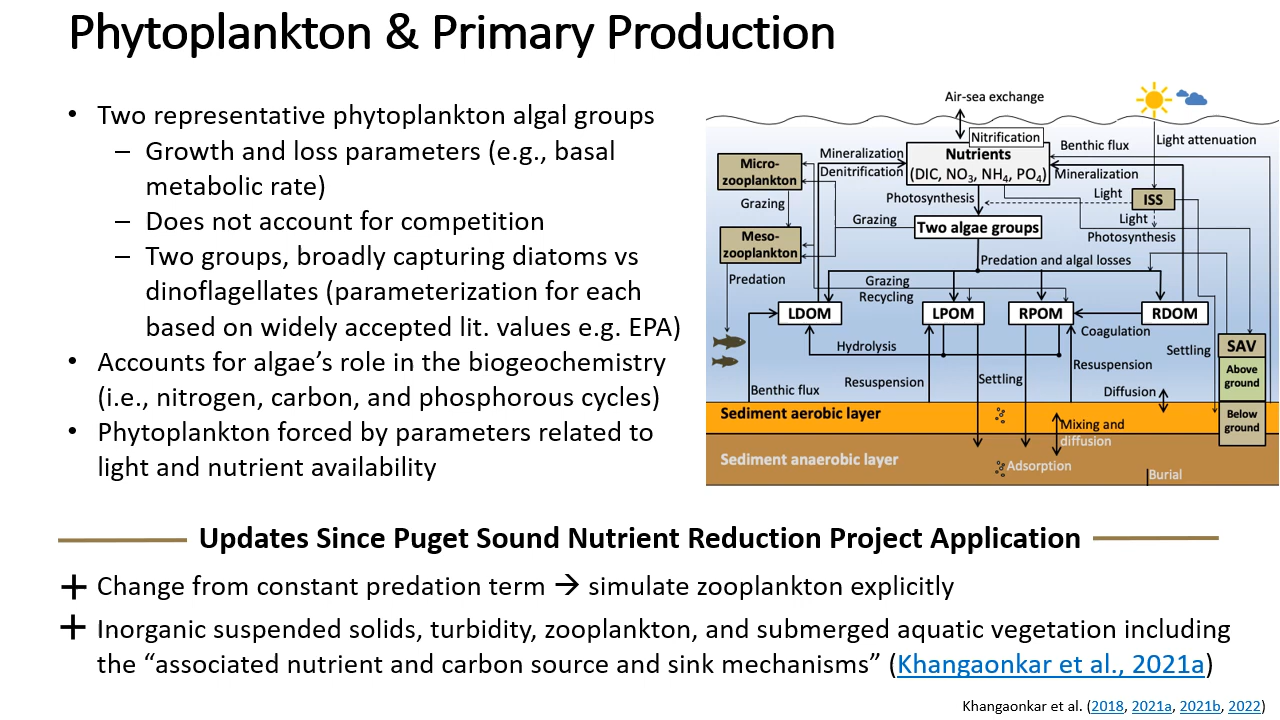 Phytoplankton & Primary Production
• Two representative phytoplankton algal groups
– Growth and loss parameters (e.g., basal
metabolic rate)
– Does not account for competition
– Two groups, broadly capturing diatoms vs
dinoflagellates (parameterization for each
based on widely accepted lit. values e.g. EPA)
• Accounts for algae’s role in the biogeochemistry
(i.e., nitrogen, carbon, and phosphorous cycles)
• Phytoplankton forced by parameters related to
light and nutrient availability
Air-sea exchange
Nitrification
Light attenuation
Benthic flux
Mineralization
Denitrification
Nutrients
(DIC, NO3, NH4, PO4)
Mineralization
Micro-
zooplankton
Photosynthesis
Light
ISS
Grazing
Grazing
Two algae groups
Light
Photosynthesis
Meso-
zooplankton
Predation and algal losses
Predation
Grazing
Recycling
LDOM
LPOM
RPOM
RDOM
Coagulation
Hydrolysis
Settling
SAV
Resuspension
Above
ground
Benthic flux
Resuspension
Settling
Diffusion
Sediment aerobic layer
Below
ground
Mixing and
diffusion
Sediment anaerobic layer
Adsorption
Burial
Updates Since Puget Sound Nutrient Reduction Project Application
+ Change from constant predation term → simulate zooplankton explicitly
+ Inorganic suspended solids, turbidity, zooplankton, and submerged aquatic vegetation including
the “associated nutrient and carbon source and sink mechanisms” (Khangaonkar et al., 2021a)
Khangaonkar et al. (2018, 2021a, 2021b, 2022)